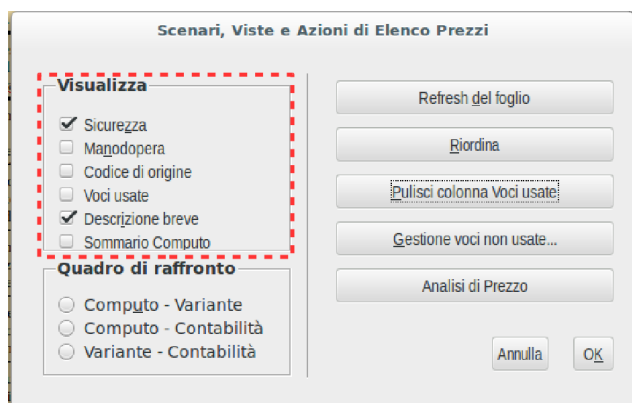 Scenari, Viste e Azioni di Elenco Prezzi
Visualizza
Sicurezza
Manodopera
Codice di origine
Voci usate
Descrizione breve
Sommario Computo
Quadro di raffronto
Computo - Variante
Computo - Contabilità
Variante - Contabilità
Refresh del foglio
Riordina
Pulisci colonna Voci usate
Gestione voci non usate...
Analisi di Prezzo
Annulla
OK